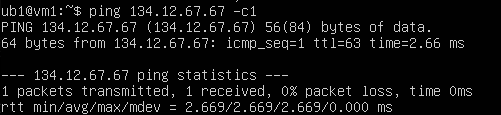 ub1@vm1:~$ ping 134.12.67.67 -c1
PING 134.12.67.67 (134.12.67.67) 56(84) bytes of data.
64 bytes from 134.12.67.67: icmp_seq=1 ttl=63 time=2.66 ms

--- 134.12.67.67 ping statistics ---
1 packets transmitted, 1 received, 0% packet loss, time 0ms
rtt min/avg/max/mdev = 2.669/2.669/2.669/0.000 ms